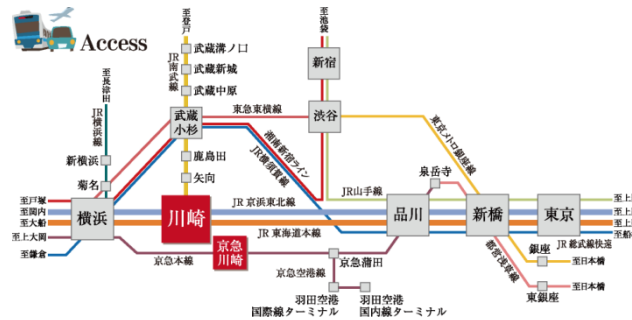 Access
至登戸
至池袋
至長津田
JR南武線
武蔵溝ノ口
武蔵新城
武蔵中原
新宿
JR横浜線
武蔵
小杉
東急東横線
渋谷
東京メトロ銀座線
湘南新宿ライン
JR横須賀線
新横浜
鹿島田
泉岳寺
菊名
矢向
JR山手線
至戸塚
至関内
至大船
至上大岡
至鎌倉
横浜
川崎
JR 京浜東北線
JR 東海道本線
品川
新橋
東京
京急本線
京急
川崎
京急蒲田
京急空港線
都営浅草線
銀座
JR 総武線快速
至日本橋
東銀座
至日本橋
羽田空港
国際線ターミナル
羽田空港
国内線ターミナル